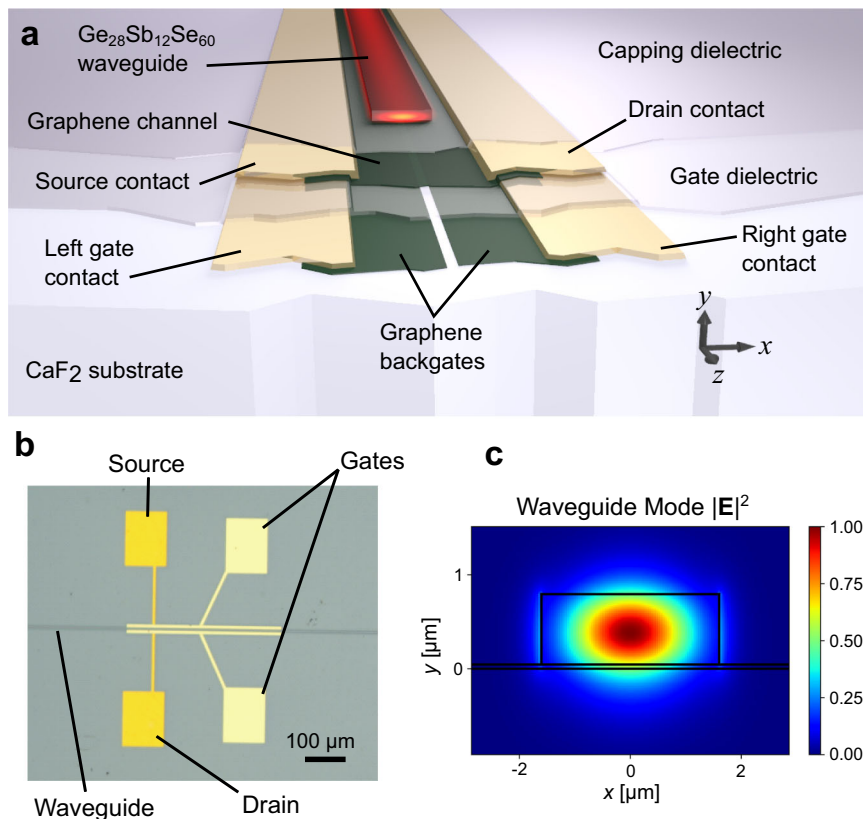 a
Ge28Sb12Se60
waveguide
Capping dielectric
Graphene channel
Drain contact
Source contact
Gate dielectric
Left gate
contact
Right gate
contact
Graphene
backgates
CaF2 substrate
y
x
z
b
Source
Gates
100 µm
Waveguide
Drain
c
Waveguide Mode |E|²
1.00
0.75
0.50
0.25
0.00
y [µm]
1
0
-2
0
2
x [µm]